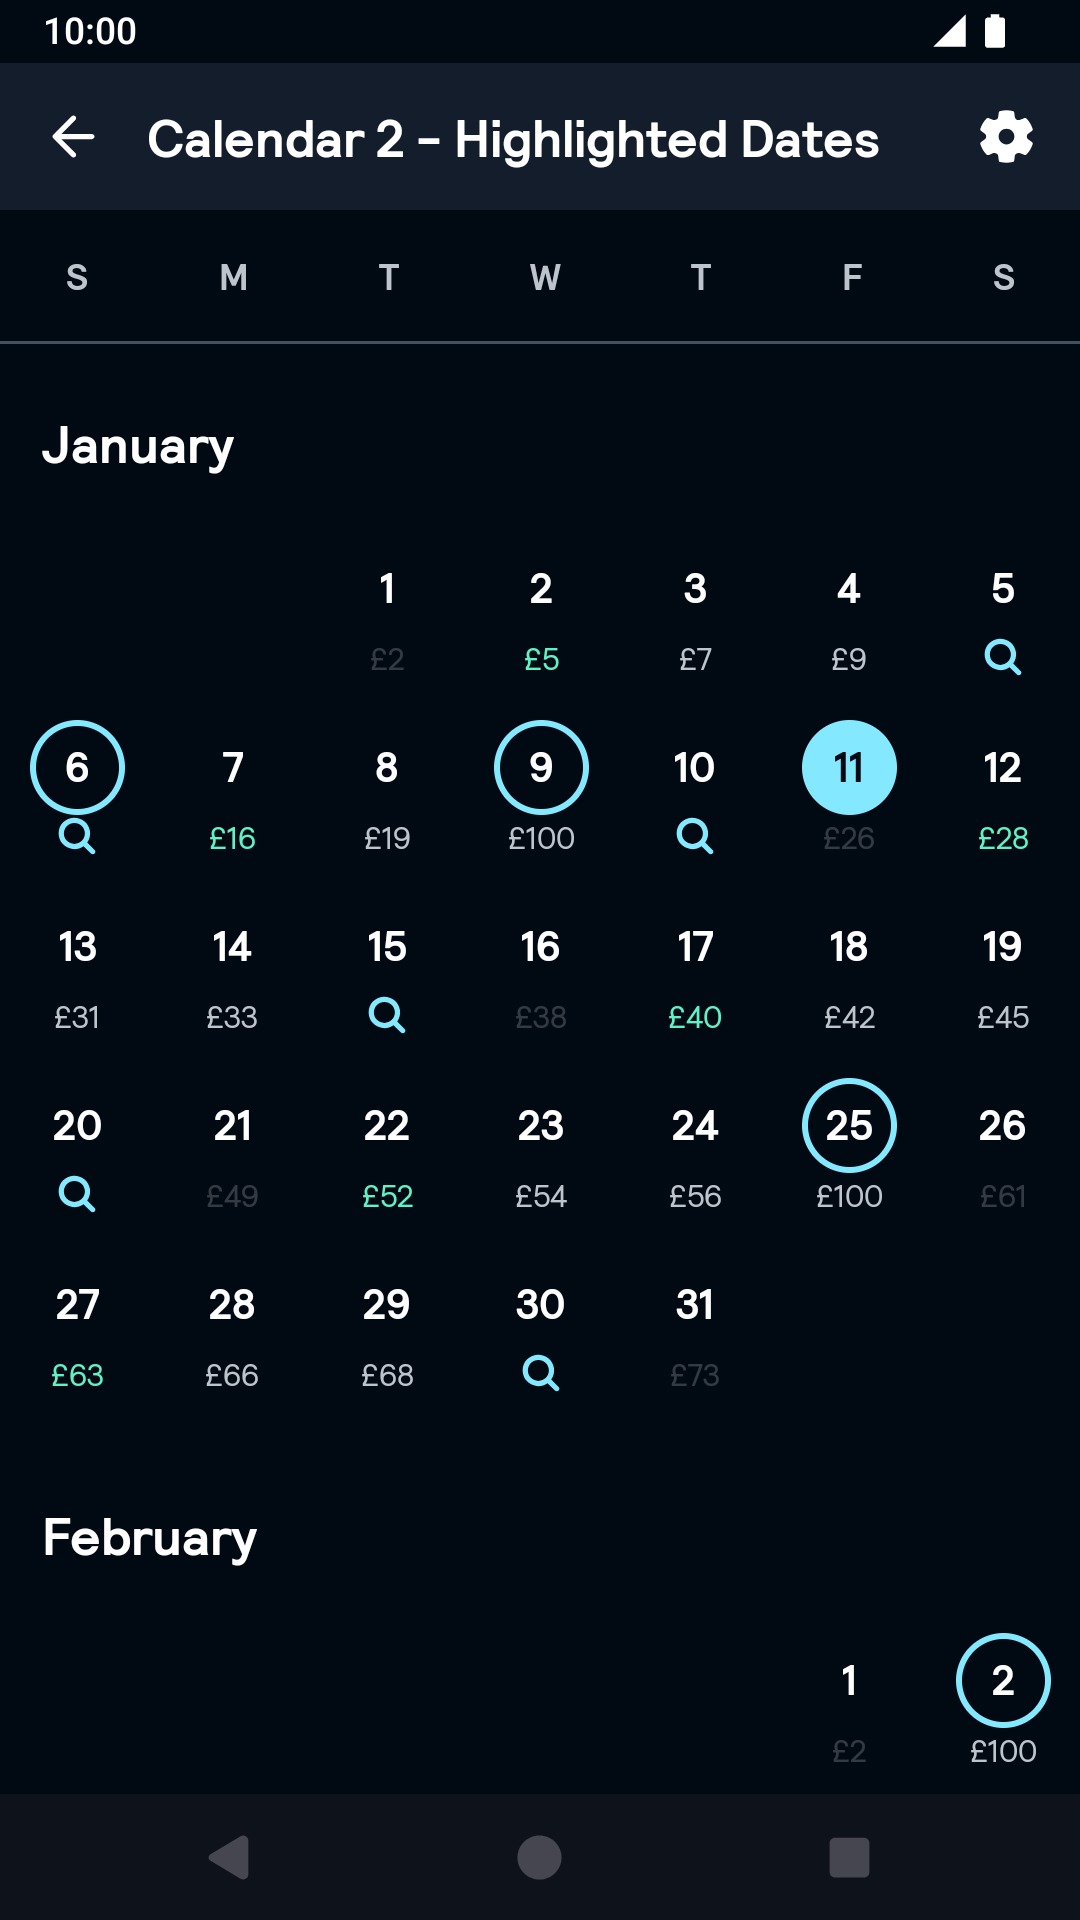 10:00
Calendar 2 – Highlighted Dates
S M T W T F S
January
1 2 3 4 5
£2 £5 £7 £9
6 7 8 9 10 11 12
£16 £19 £100 £26 £28
13 14 15 16 17 18 19
£31 £33 £38 £40 £42 £45
20 21 22 23 24 25 26
£49 £52 £54 £56 £100 £61
27 28 29 30 31
£63 £66 £68 £73
February
1 2
£2 £100